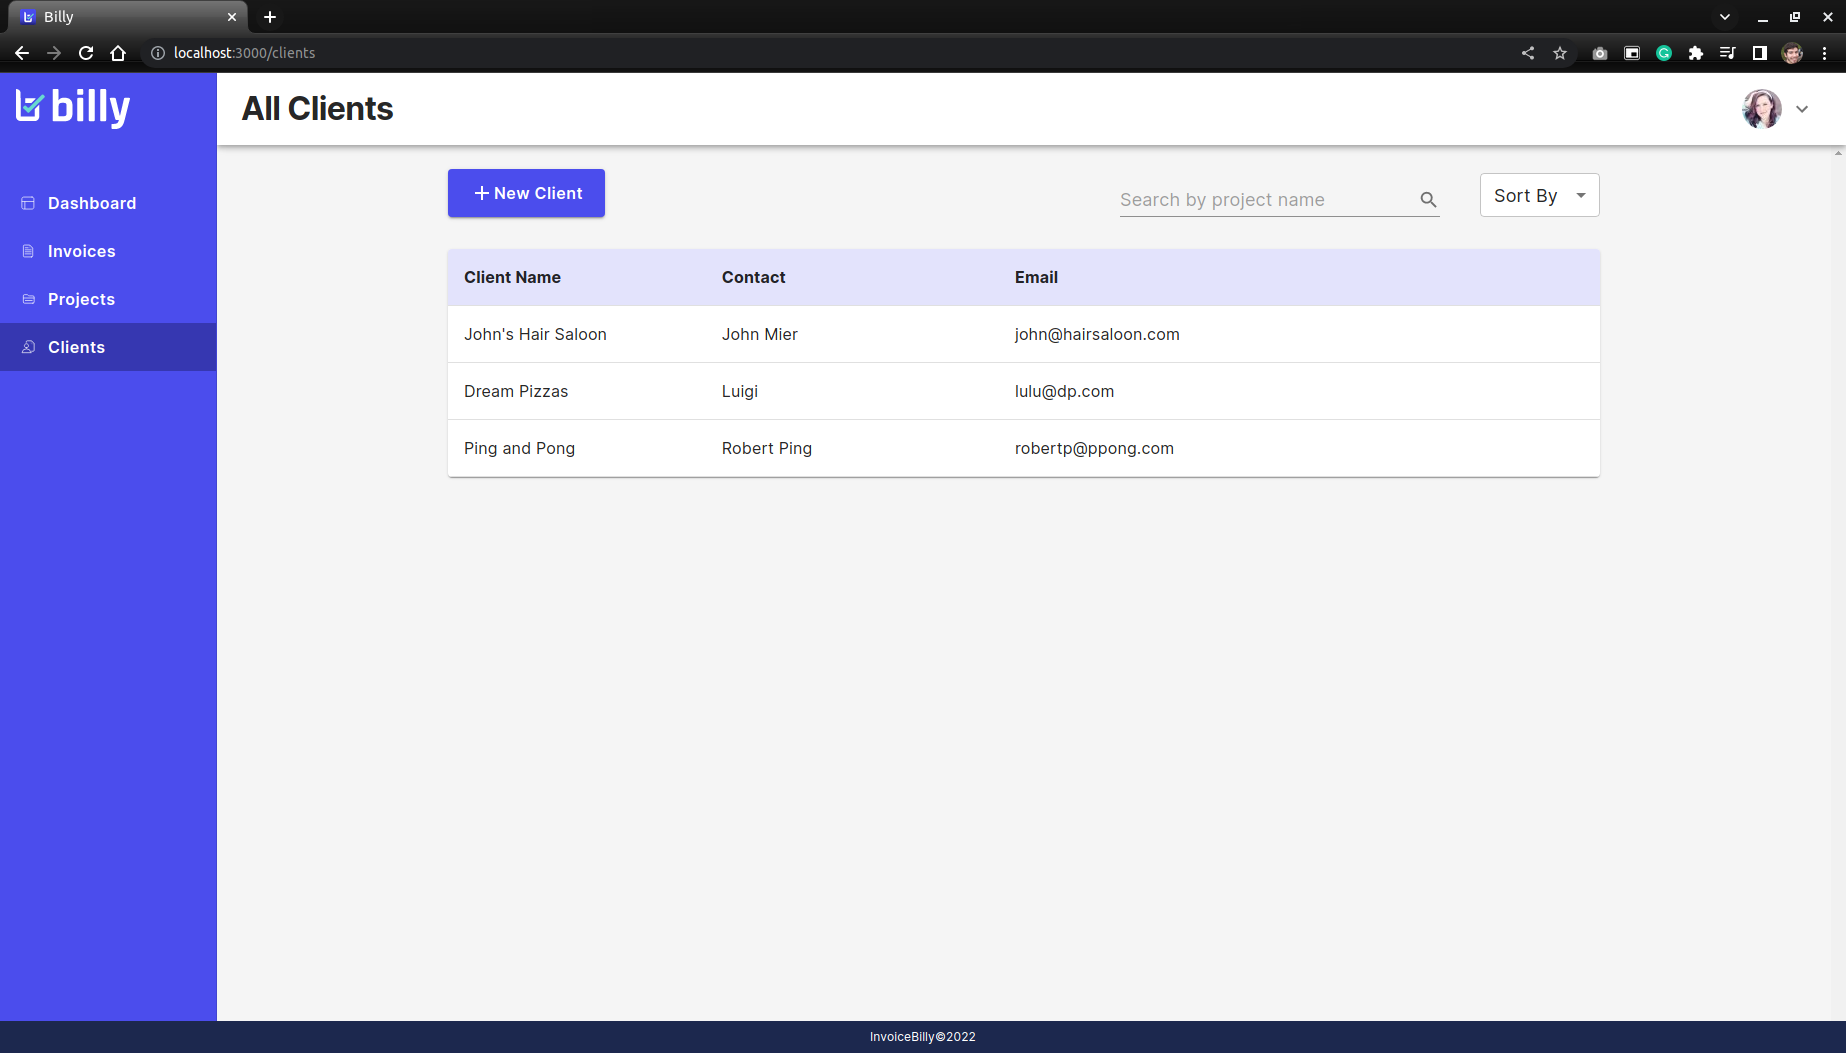 Billy
localhost:3000/clients
billy
All Clients
Dashboard
Invoices
Projects
Clients
New Client
Search by project name
Sort By
Client Name Contact Email
John's Hair Saloon John Mier john@hairsaloon.com
Dream Pizzas Luigi lulu@dp.com
Ping and Pong Robert Ping robertp@ppong.com
InvoiceBilly©2022